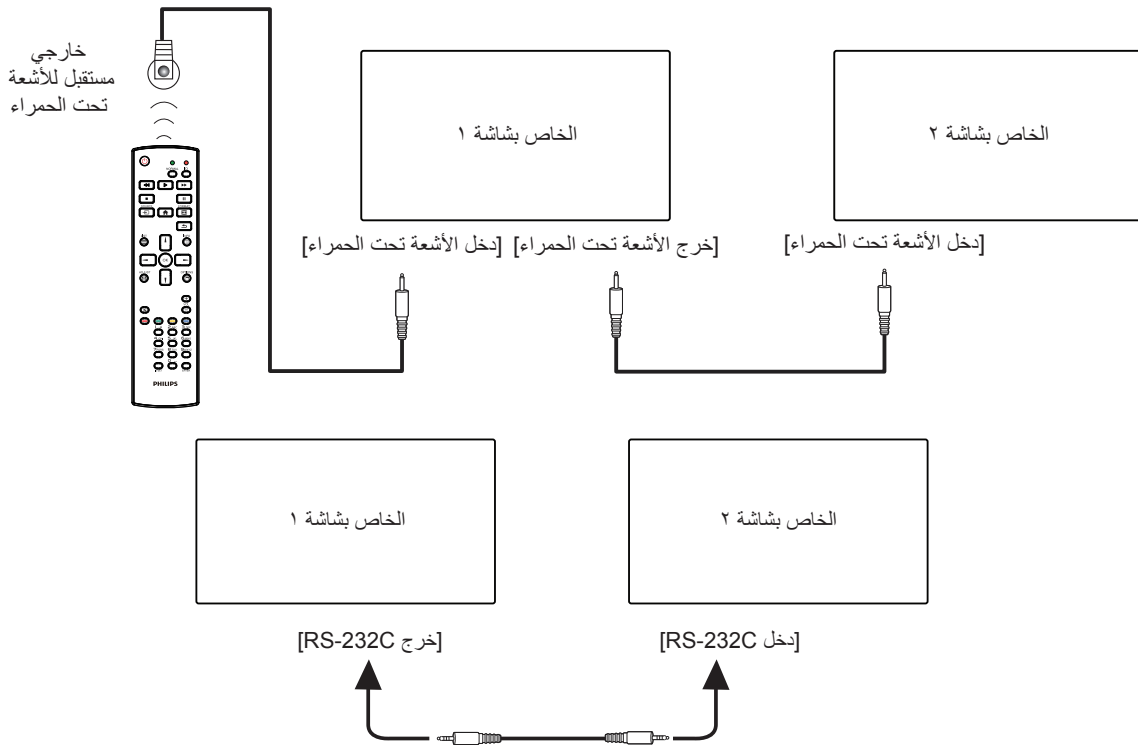 خارجي
مستقبل للأشعة
تحت الحمراء
الخاص بشاشة ١
الخاص بشاشة ٢
[دخل الأشعة تحت الحمراء]
[خرج الأشعة تحت الحمراء]
[دخل الأشعة تحت الحمراء]
PHILIPS
الخاص بشاشة ١
الخاص بشاشة ٢
[خرج RS-232C]
[دخل RS-232C]